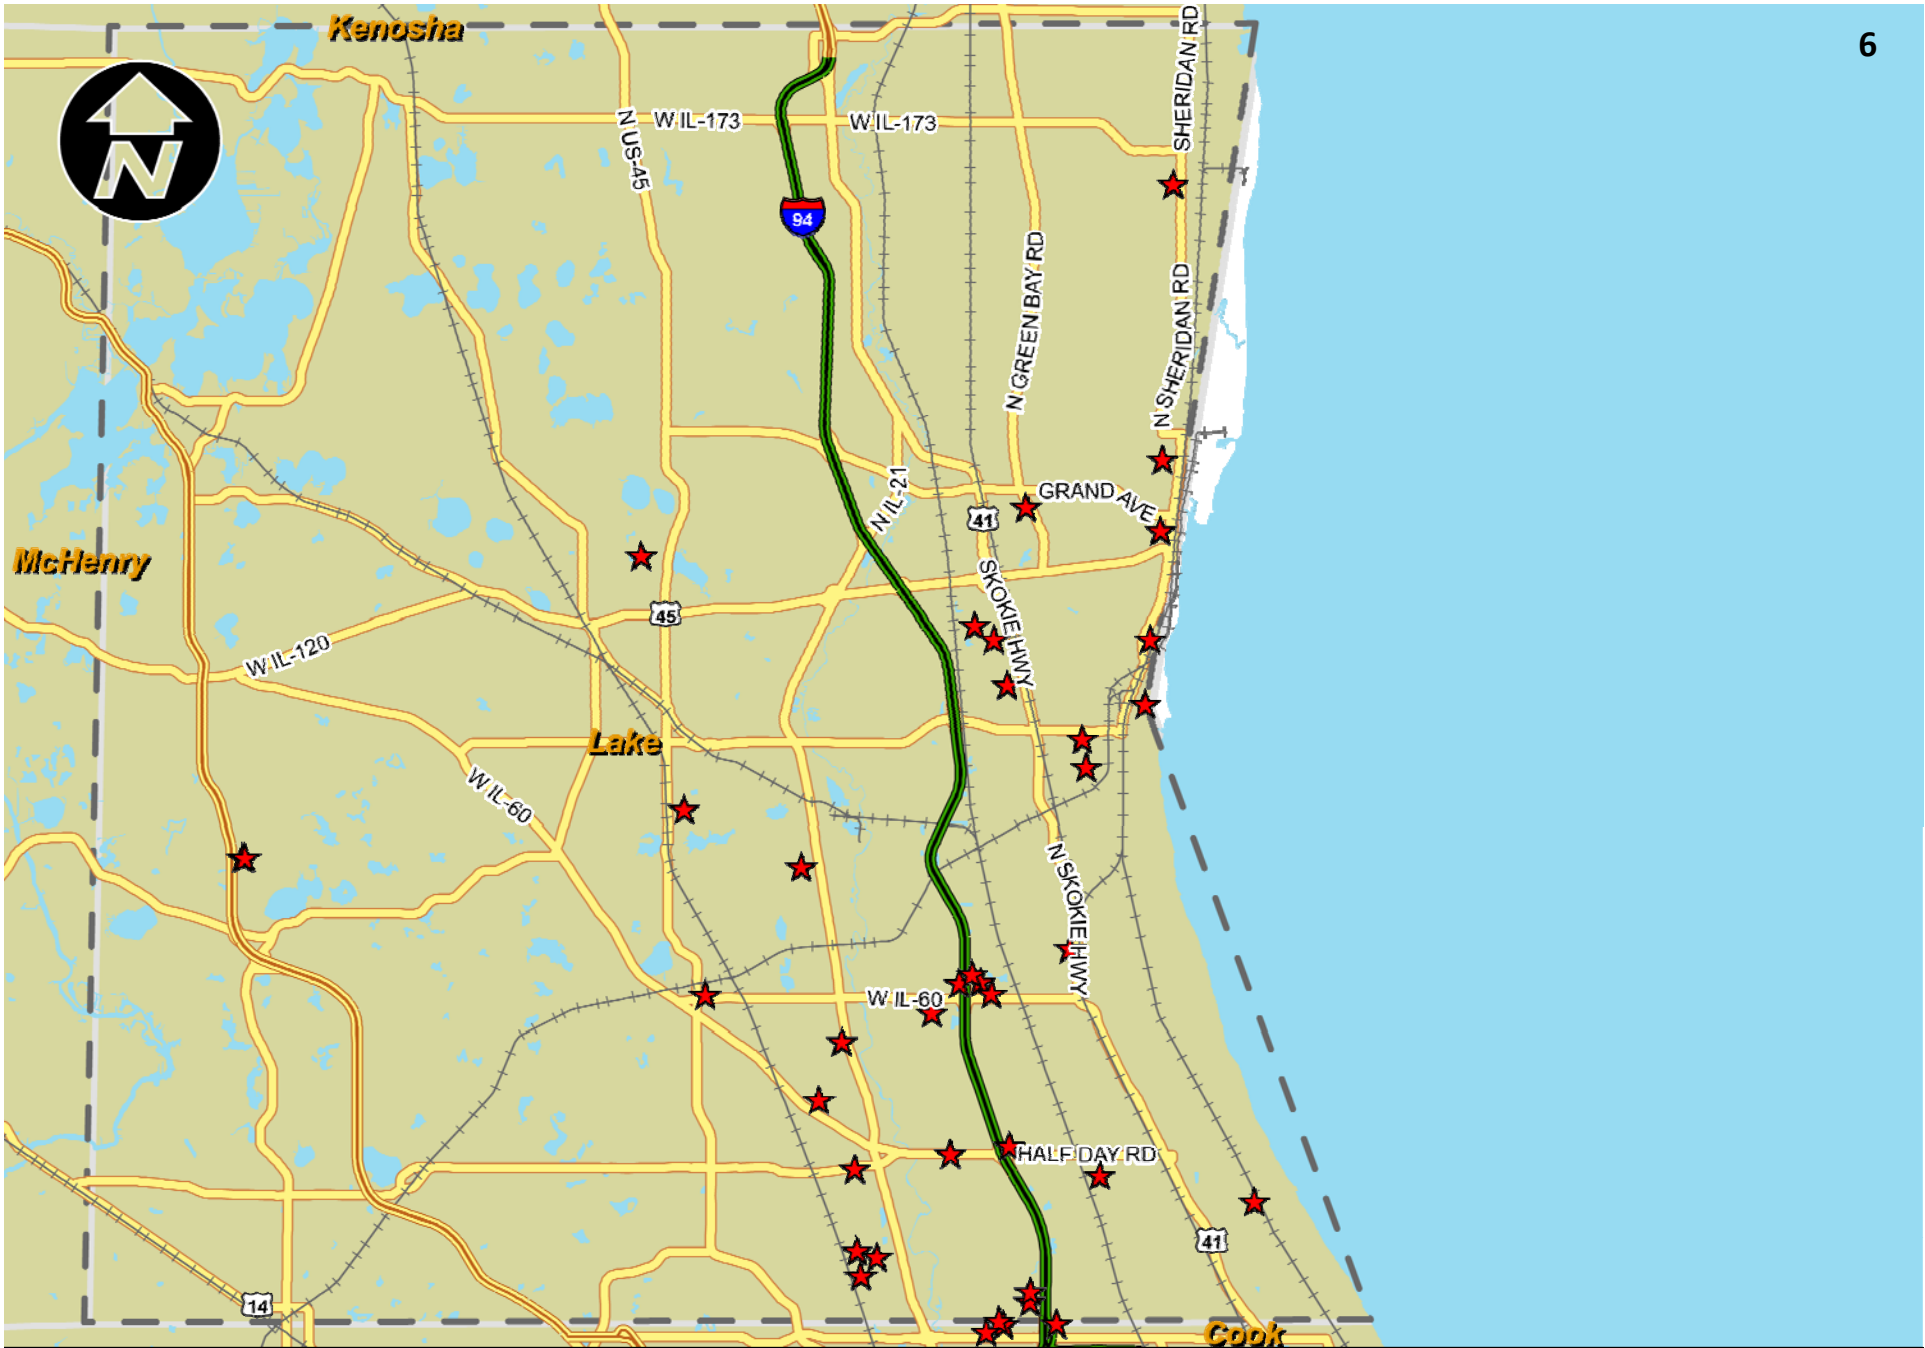 Kenosha
6
SHERIDAN RD
W IL-173
W IL-173
N US-45
N
94
N GREEN BAY RD
N SHERIDAN RD
GRAND AVE
N IL-21
41
McHenry
SKOKIE HWY
45
W IL-120
Lake
W IL-60
N SKOKIE HWY
W IL-60
HALF DAY RD
41
14
Cook